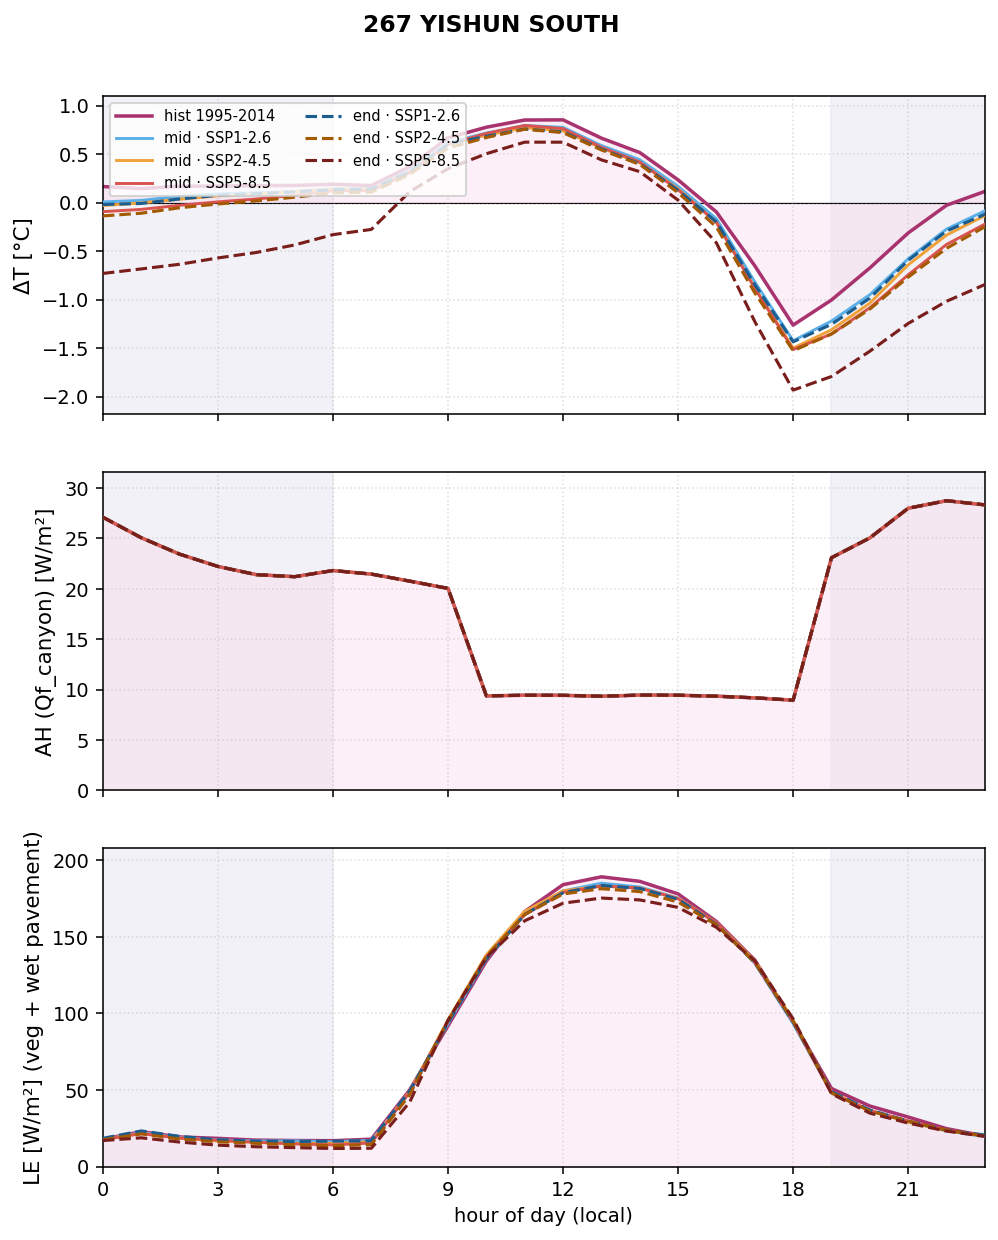 267 YISHUN SOUTH
ΔT [°C]
1.0
0.5
0.0
−0.5
−1.0
−1.5
−2.0
hist 1995-2014
mid · SSP1-2.6
mid · SSP2-4.5
mid · SSP5-8.5
end · SSP1-2.6
end · SSP2-4.5
end · SSP5-8.5
AH (Qf_canyon) [W/m²]
30
25
20
15
10
5
0
LE [W/m²] (veg + wet pavement)
200
150
100
50
0
0 3 6 9 12 15 18 21
hour of day (local)